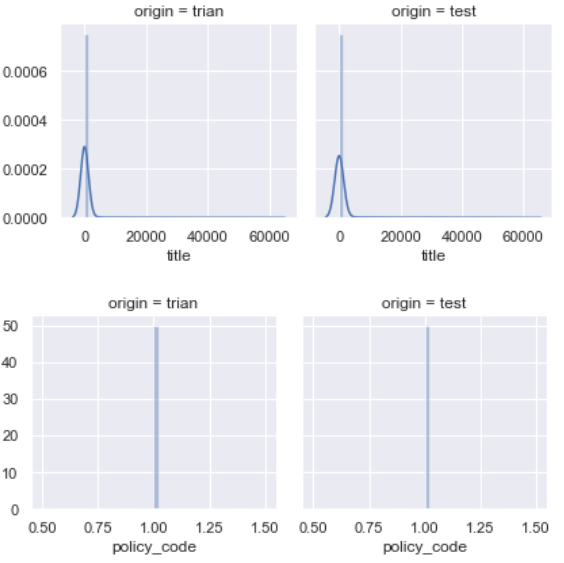 origin = trian origin = test
0.0006
0.0004
0.0002
0.0000
0 20000 40000 60000 0 20000 40000 60000
title title
origin = trian origin = test
50
40
30
20
10
0
0.50 0.75 1.00 1.25 1.50 0.50 0.75 1.00 1.25 1.50
policy_code policy_code